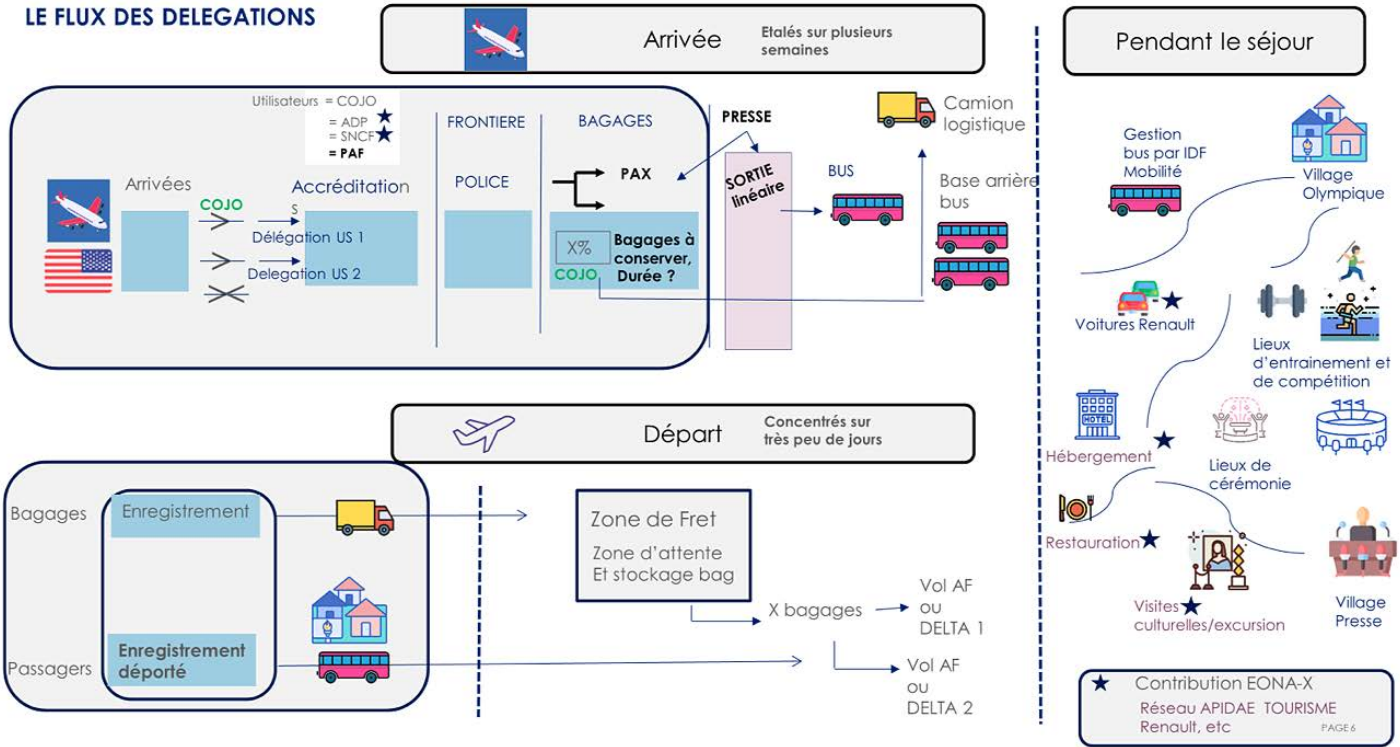 LE FLUX DES DELEGATIONS
Arrivée
Etalés sur plusieurs
semaines
Utilisateurs = COJO
= ADP
= SNCF
= PAF
FRONTIERE
POLICE
BAGAGES
PAX
PRESSE
SORTIE
linéaire
BUS
Camion
logistique
Base arrière
bus
Arrivées
COJO
S
Délégation US 1
Delegation US 2
Accréditation
X%
COJO
Bagages à
conserver,
Durée ?
Départ
Concentrés sur
très peu de jours
Bagages
Enregistrement
Passagers
Enregistrement
déporté
Zone de Fret
Zone d'attente
Et stockage bag
X bagages
Vol AF
ou
DELTA 1
Vol AF
ou
DELTA 2
Pendant le séjour
Gestion
bus par IDF
Mobilité
Village
Olympique
Voitures Renault
Lieux
d'entrainement et
de compétition
HOTEL
Hébergement
Lieux de
cérémonie
Restauration
Visites
culturelles/excursion
Village
Presse
Contribution EONA-X
Réseau APIDAE TOURISME
Renault, etc
PAGE 6